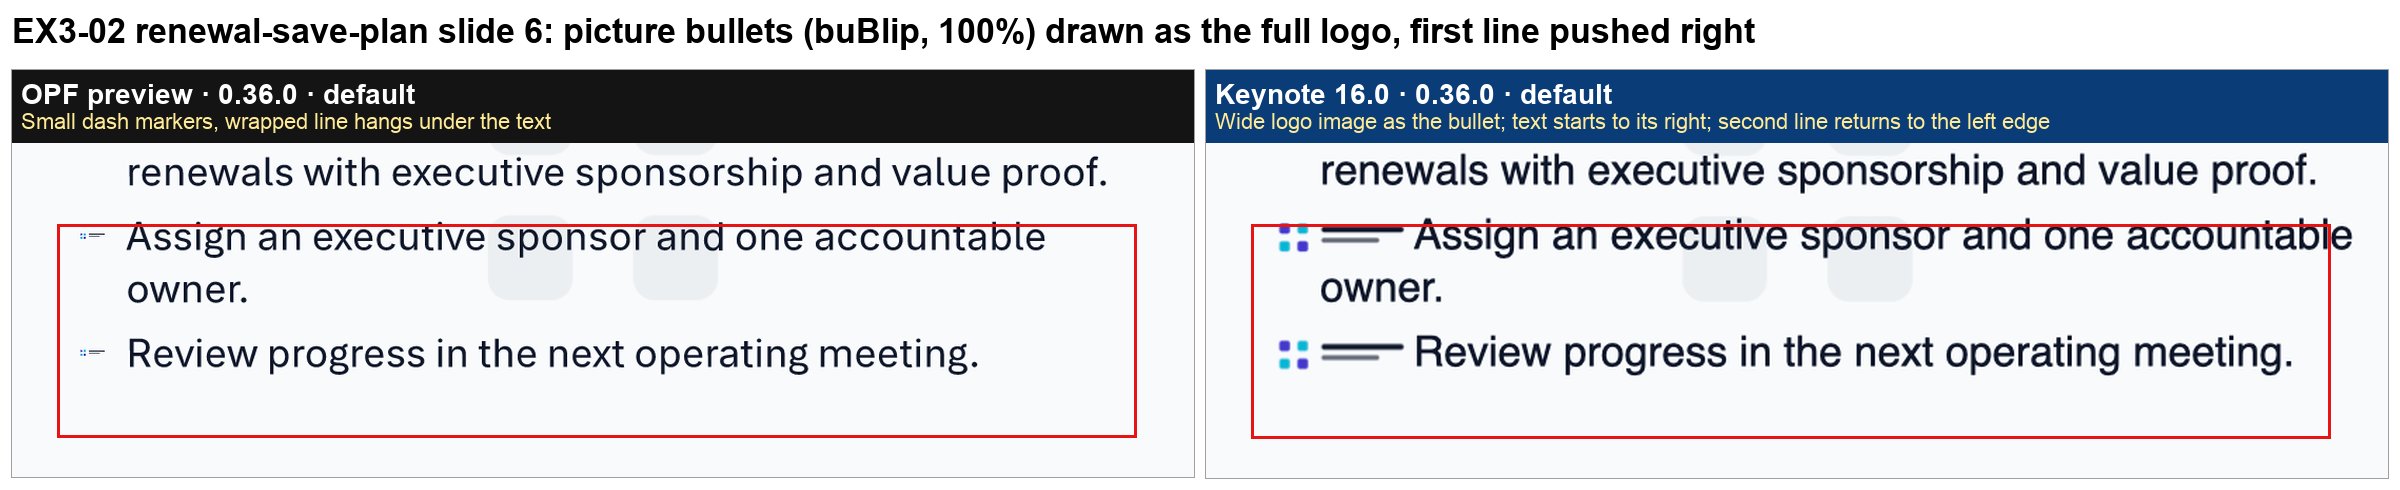 EX3-02 renewal-save-plan slide 6: picture bullets (buBlip, 100%) drawn as the full logo, first line pushed right
OPF preview · 0.36.0 · default
Small dash markers, wrapped line hangs under the text
renewals with executive sponsorship and value proof.
Assign an executive sponsor and one accountable
owner.
Review progress in the next operating meeting.
Keynote 16.0 · 0.36.0 · default
Wide logo image as the bullet; text starts to its right; second line returns to the left edge
renewals with executive sponsorship and value proof.
Assign an executive sponsor and one accountable
owner.
Review progress in the next operating meeting.